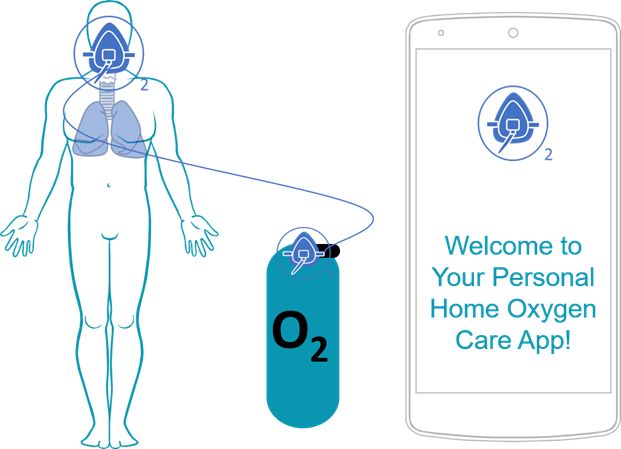 2
O2
2
Welcome to
Your Personal
Home Oxygen
Care App!